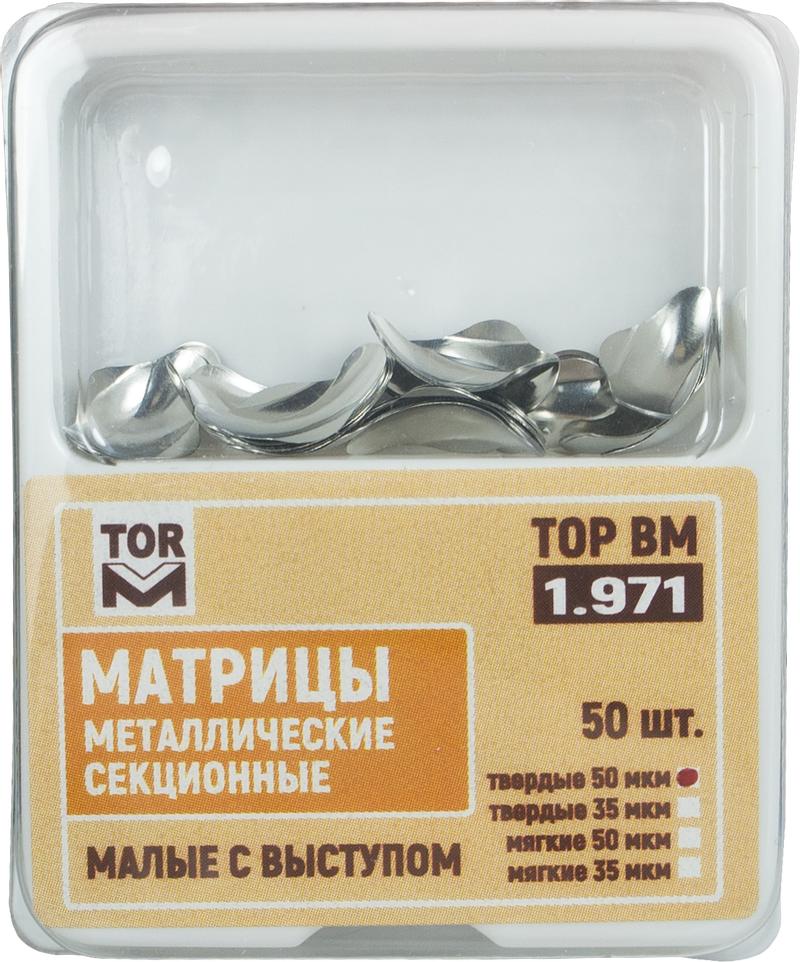 TOR
M
ТОР ВМ
1.971
МАТРИЦЫ
МЕТАЛЛИЧЕСКИЕ
СЕКЦИОННЫЕ
50 шт.
твердые 50 мкм
твердые 35 мкм
мягкие 50 мкм
мягкие 35 мкм
МАЛЫЕ С ВЫСТУПОМ